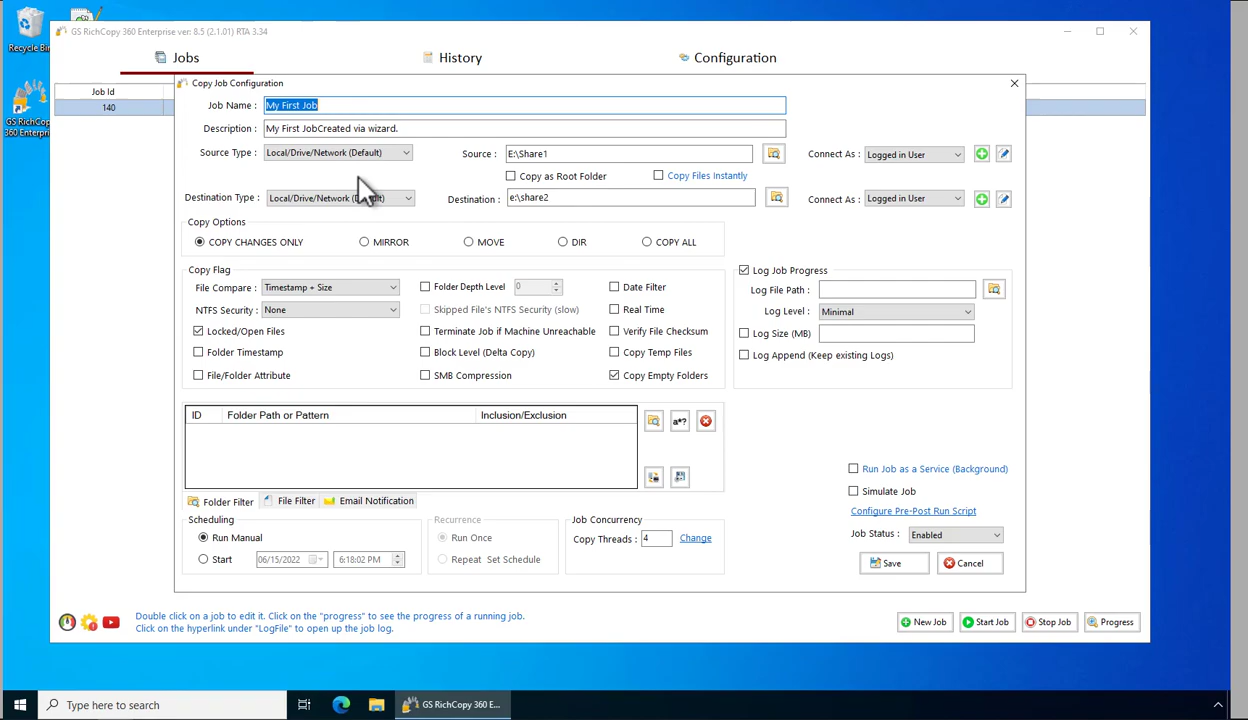 Recycle Bin
GS RichCopy 360 Enterprise ver: 8.5 (2.1.01) RTA 3.34
Jobs
History
Configuration
Job Id
140
GS RichCopy
360 Enterp
Copy Job Configuration
Job Name :
My First Job
Description :
My First JobCreated via wizard.
Source Type :
Local/Drive/Network (Default)
Source :
E:\Share1
Connect As :
Logged in User
Copy as Root Folder
Copy Files Instantly
Destination Type :
Local/Drive/Network (Default)
Destination :
e:\share2
Connect As :
Logged in User
Copy Options
COPY CHANGES ONLY
MIRROR
MOVE
DIR
COPY ALL
Copy Flag
File Compare :
Timestamp + Size
Folder Depth Level
0
Date Filter
NTFS Security :
None
Skipped File's NTFS Security (slow)
Real Time
Locked/Open Files
Terminate Job if Machine Unreachable
Verify File Checksum
Folder Timestamp
Block Level (Delta Copy)
Copy Temp Files
File/Folder Attribute
SMB Compression
Copy Empty Folders
Log Job Progress
Log File Path :
Log Level :
Minimal
Log Size (MB)
Log Append (Keep existing Logs)
ID
Folder Path or Pattern
Inclusion/Exclusion
a*?
Folder Filter
File Filter
Email Notification
Run Job as a Service (Background)
Simulate Job
Configure Pre-Post Run Script
Job Status :
Enabled
Save
Cancel
Scheduling
Run Manual
Start
06/15/2022
6:18:02 PM
Recurrence
Run Once
Repeat
Set Schedule
Job Concurrency
Copy Threads :
4
Change
Double click on a job to edit it. Click on the "progress" to see the progress of a running job.
Click on the hyperlink under "LogFile" to open up the job log.
New Job
Start Job
Stop Job
Progress
Type here to search
GS RichCopy 360 E...